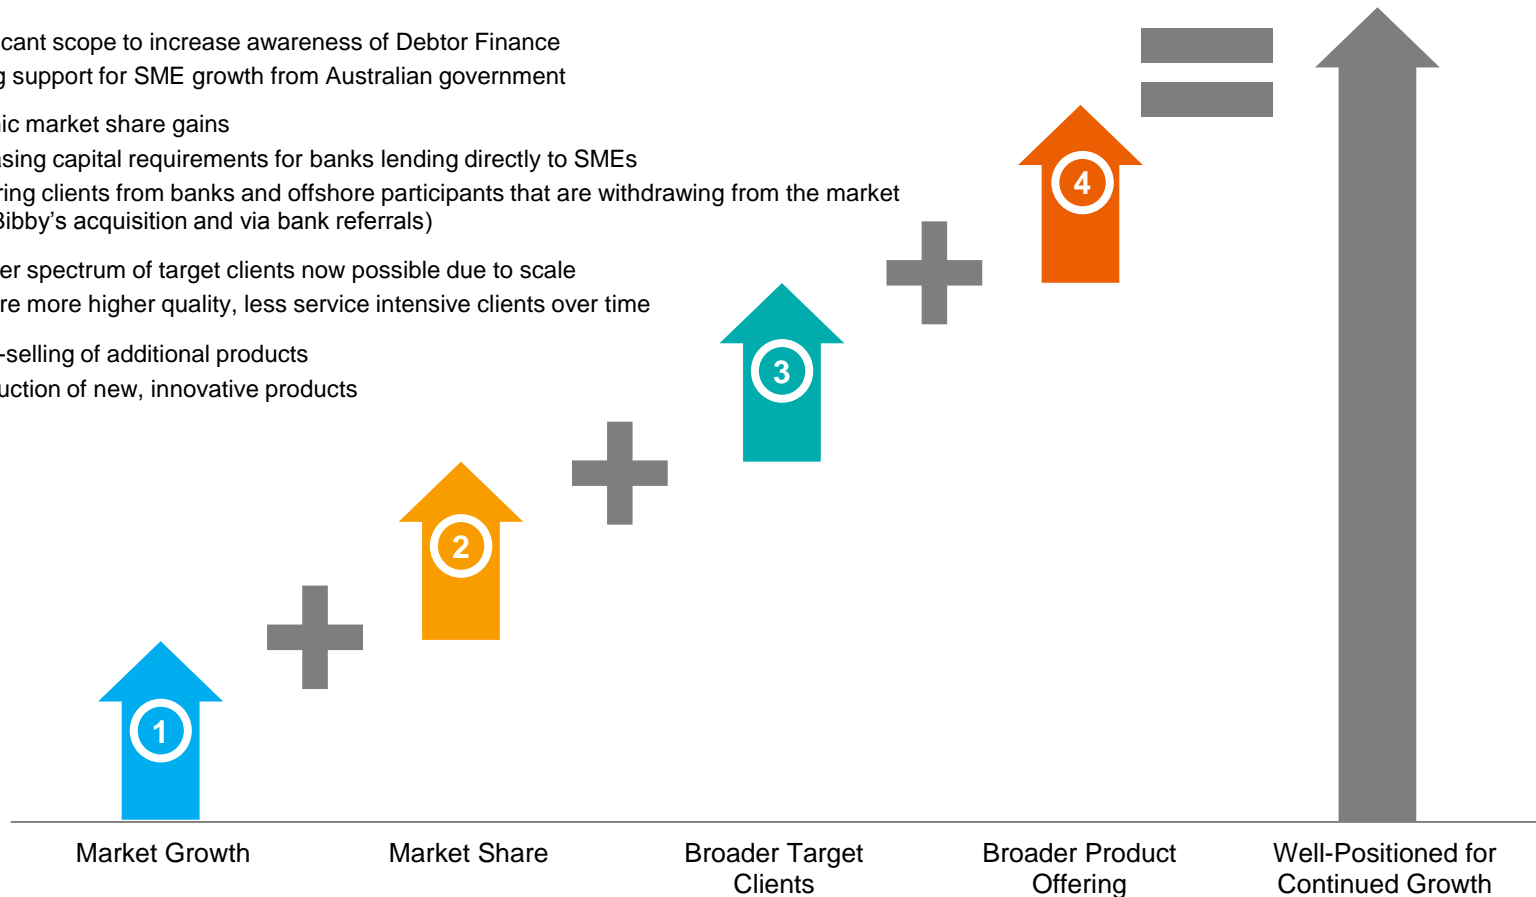 cant scope to increase awareness of Debtor Finance
g support for SME growth from Australian government
nic market share gains
asing capital requirements for banks lending directly to SMEs
ring clients from banks and offshore participants that are withdrawing from the market
Bibby's acquisition and via bank referrals)
er spectrum of target clients now possible due to scale
re more higher quality, less service intensive clients over time
-selling of additional products
uction of new, innovative products
4
3
2
1
Market Growth
Market Share
Broader Target
Clients
Broader Product
Offering
Well-Positioned for
Continued Growth